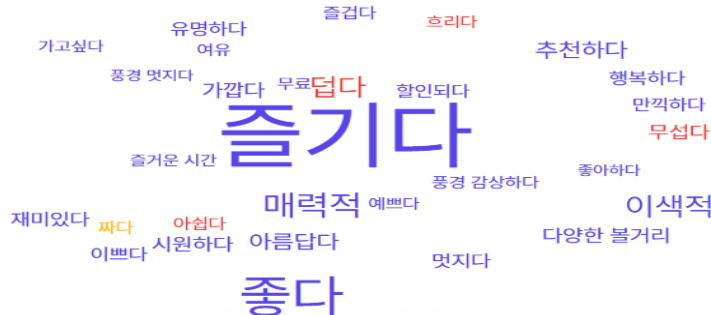 즐겁다
흐리다
유명하다
가고싶다
여유
추천하다
풍경 멋지다
가깝다
무료
덥다
할인되다
행복하다
만끽하다
즐기다
무섭다
즐거운 시간
좋아하다
풍경 감상하다
매력적
예쁘다
이색적
재미있다
짜다
아쉽다
이쁘다
시원하다
아름답다
다양한 볼거리
멋지다
좋다